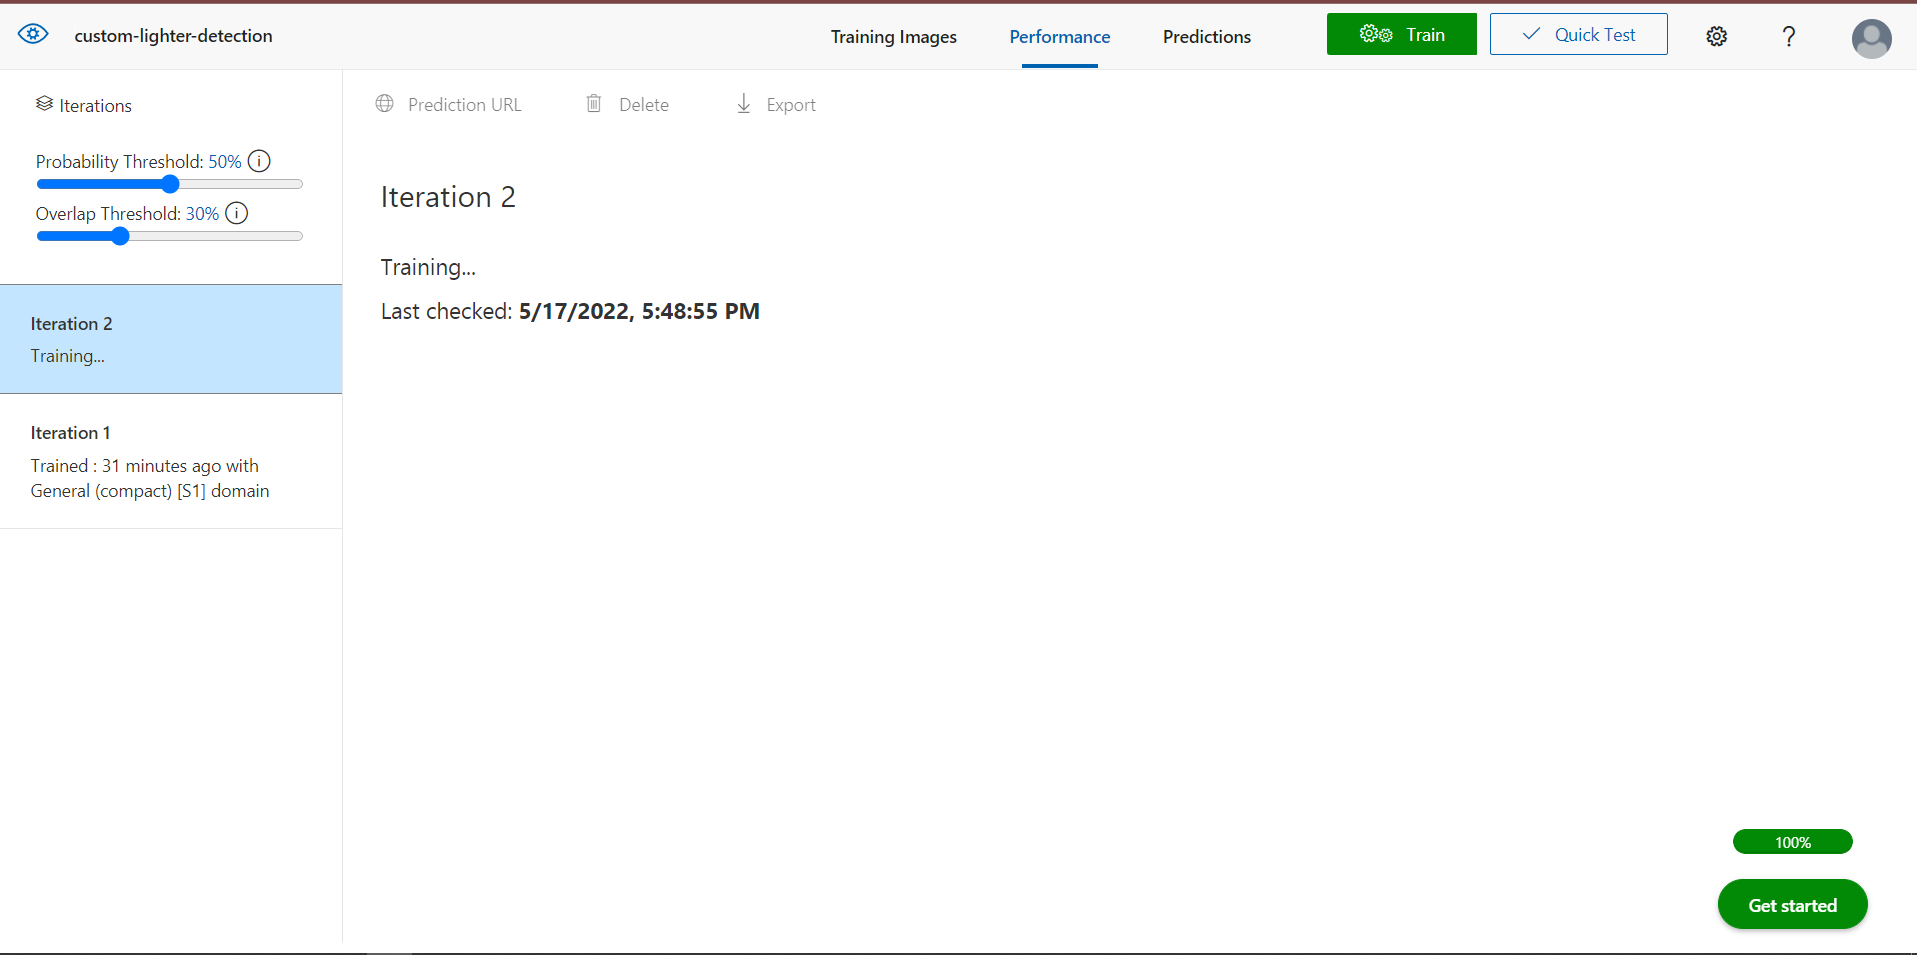 custom-lighter-detection
Training Images
Performance
Predictions
Train
Quick Test
?
Iterations
Probability Threshold: 50% i
Overlap Threshold: 30% i
Iteration 2
Training...
Iteration 1
Trained : 31 minutes ago with
General (compact) [S1] domain
Prediction URL
Delete
Export
Iteration 2
Training...
Last checked: 5/17/2022, 5:48:55 PM
100%
Get started